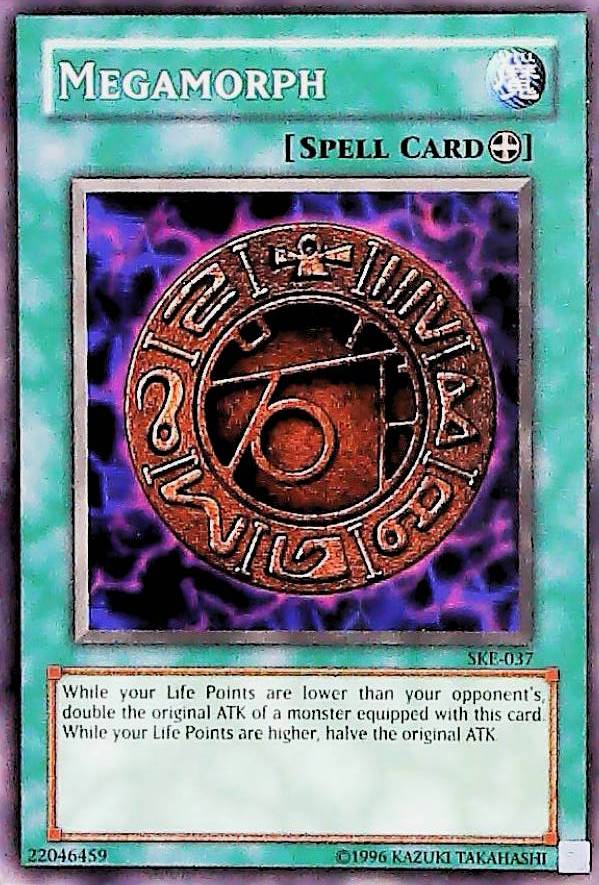 MEGAMORPH
魔
[SPELL CARD]
SKE-037
While your Life Points are lower than your opponent's,
double the original ATK of a monster equipped with this card.
While your Life Points are higher, halve the original ATK.
22046459
©1996 KAZUKI TAKAHASHI